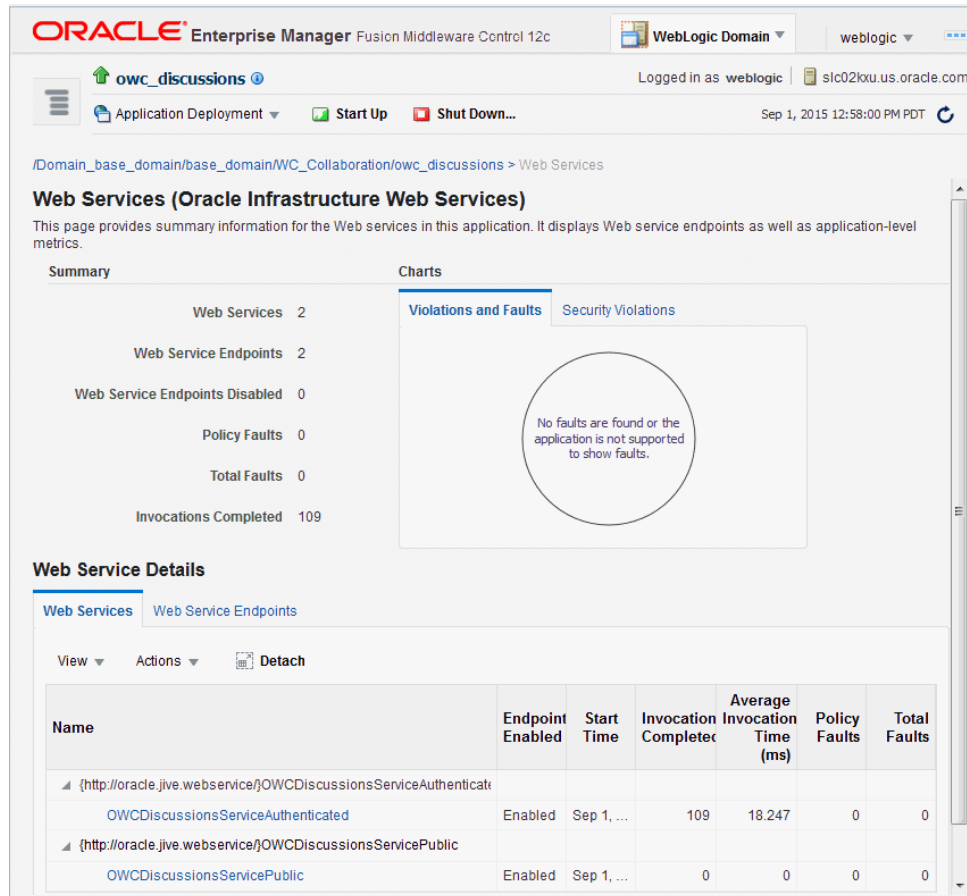 ORACLE Enterprise Manager Fusion Middleware Control 12c WebLogic Domain weblogic
owc_discussions Logged in as weblogic slc02kxu.us.oracle.com
Application Deployment Start Up Shut Down... Sep 1, 2015 12:58:00 PM PDT
/Domain_base_domain/base_domain/WC_Collaboration/owc_discussions > Web Services
Web Services (Oracle Infrastructure Web Services)
This page provides summary information for the Web services in this application. It displays Web service endpoints as well as application-level
metrics.
Summary
Web Services 2
Web Service Endpoints 2
Web Service Endpoints Disabled 0
Policy Faults 0
Total Faults 0
Invocations Completed 109
Charts
Violations and Faults Security Violations
No faults are found or the
application is not supported
to show faults.
Web Service Details
Web Services Web Service Endpoints
View Actions Detach
Name
Endpoint
Enabled
Start
Time
Invocation
Completed
Average
Invocation
Time
(ms)
Policy
Faults
Total
Faults
{http://oracle.jive.webservice/}OWCDiscussionsServiceAuthenticate
OWCDiscussionsServiceAuthenticated Enabled Sep 1, ... 109 18.247 0 0
{http://oracle.jive.webservice/}OWCDiscussionsServicePublic
OWCDiscussionsServicePublic Enabled Sep 1, ... 0 0 0 0